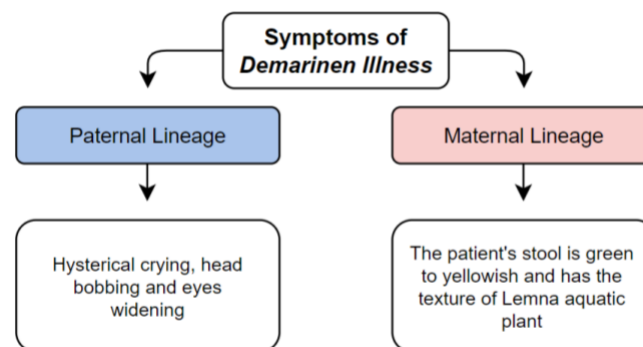 Symptoms of
Demarinen Illness
Paternal Lineage
Maternal Lineage
Hysterical crying, head
bobbing and eyes
widening
The patient's stool is green
to yellowish and has the
texture of Lemna aquatic
plant